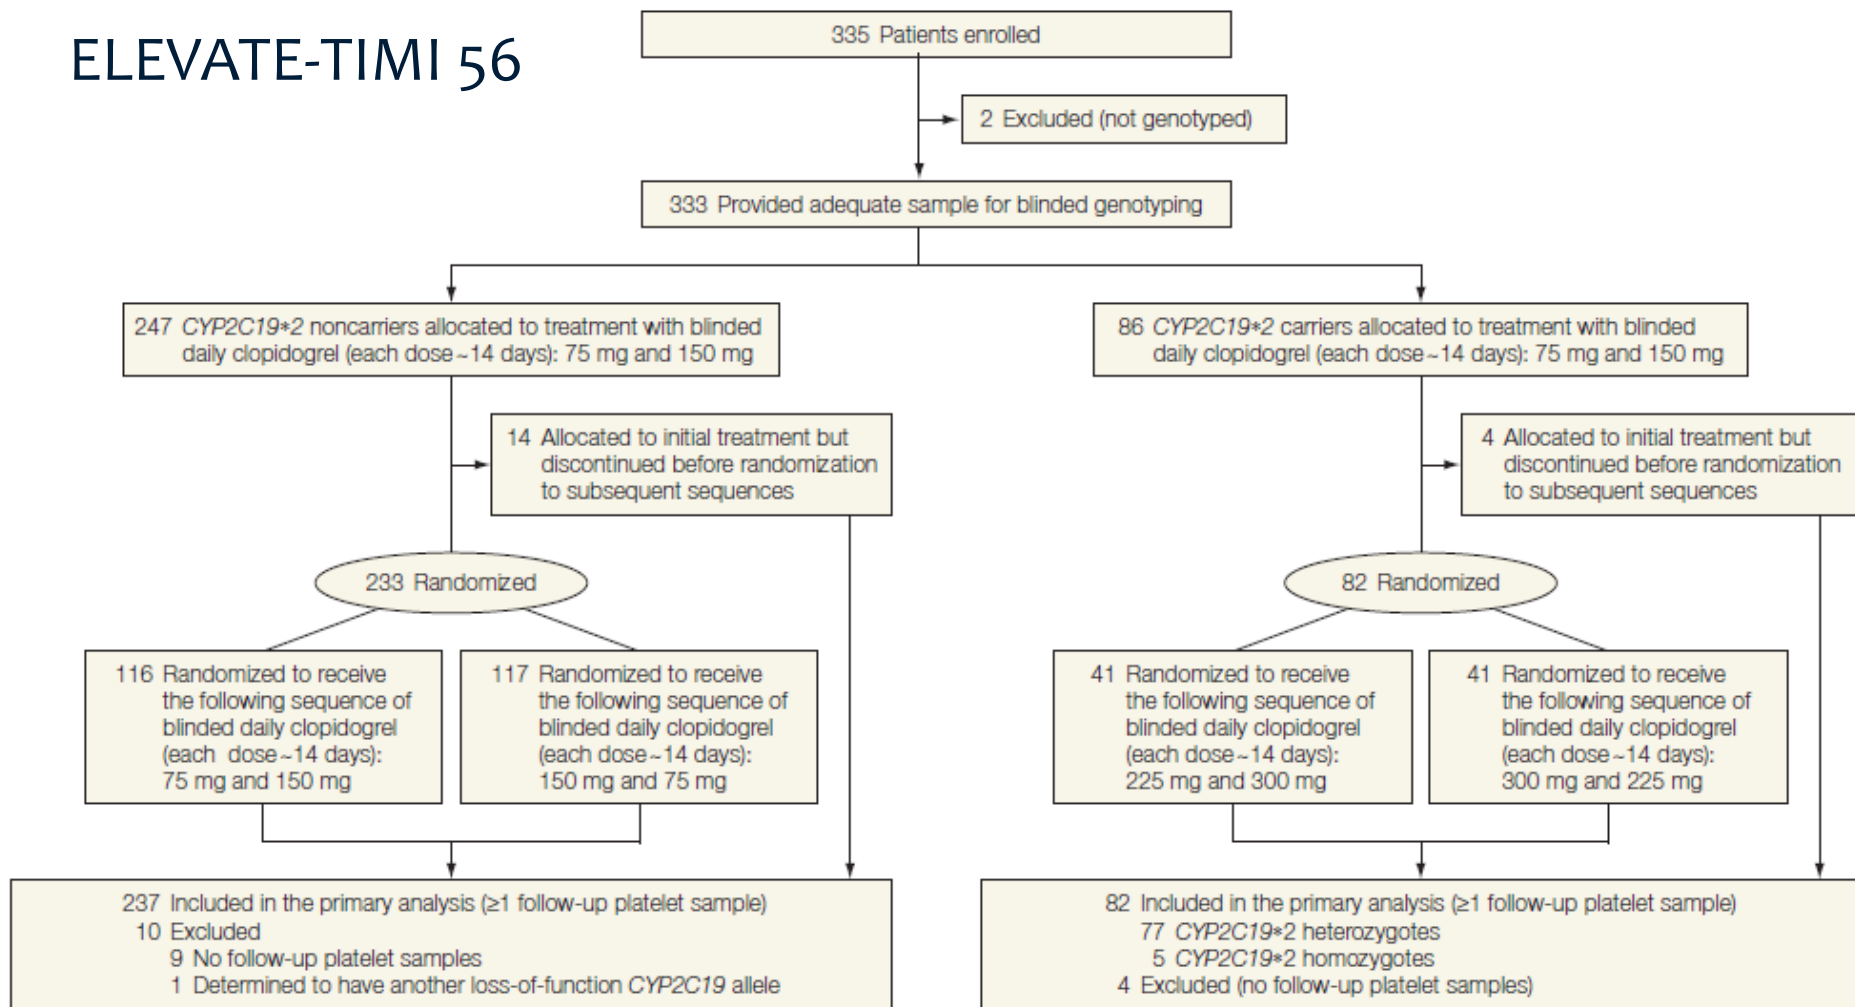 ELEVATE-TIMI 56
335 Patients enrolled
2 Excluded (not genotyped)
333 Provided adequate sample for blinded genotyping
247 CYP2C19*2 noncarriers allocated to treatment with blinded
daily clopidogrel (each dose~14 days): 75 mg and 150 mg
86 CYP2C19*2 carriers allocated to treatment with blinded
daily clopidogrel (each dose~14 days): 75 mg and 150 mg
14 Allocated to initial treatment but
discontinued before randomization
to subsequent sequences
4 Allocated to initial treatment but
discontinued before randomization
to subsequent sequences
233 Randomized
82 Randomized
116 Randomized to receive
the following sequence of
blinded daily clopidogrel
(each dose~14 days):
75 mg and 150 mg
117 Randomized to receive
the following sequence of
blinded daily clopidogrel
(each dose~14 days):
150 mg and 75 mg
41 Randomized to receive
the following sequence of
blinded daily clopidogrel
(each dose~14 days):
225 mg and 300 mg
41 Randomized to receive
the following sequence of
blinded daily clopidogrel
(each dose~14 days):
300 mg and 225 mg
237 Included in the primary analysis (≥1 follow-up platelet sample)
10 Excluded
9 No follow-up platelet samples
1 Determined to have another loss-of-function CYP2C19 allele
82 Included in the primary analysis (≥1 follow-up platelet sample)
77 CYP2C19*2 heterozygotes
5 CYP2C19*2 homozygotes
4 Excluded (no follow-up platelet samples)